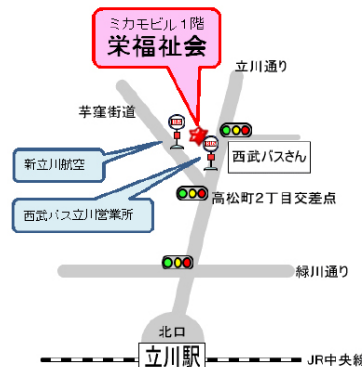 ミカモビル1階
栄福祉会
立川通り
芋窪街道
新立川航空
西武バスさん
西武バス立川営業所
高松町2丁目交差点
緑川通り
北口
立川駅
JR中央線